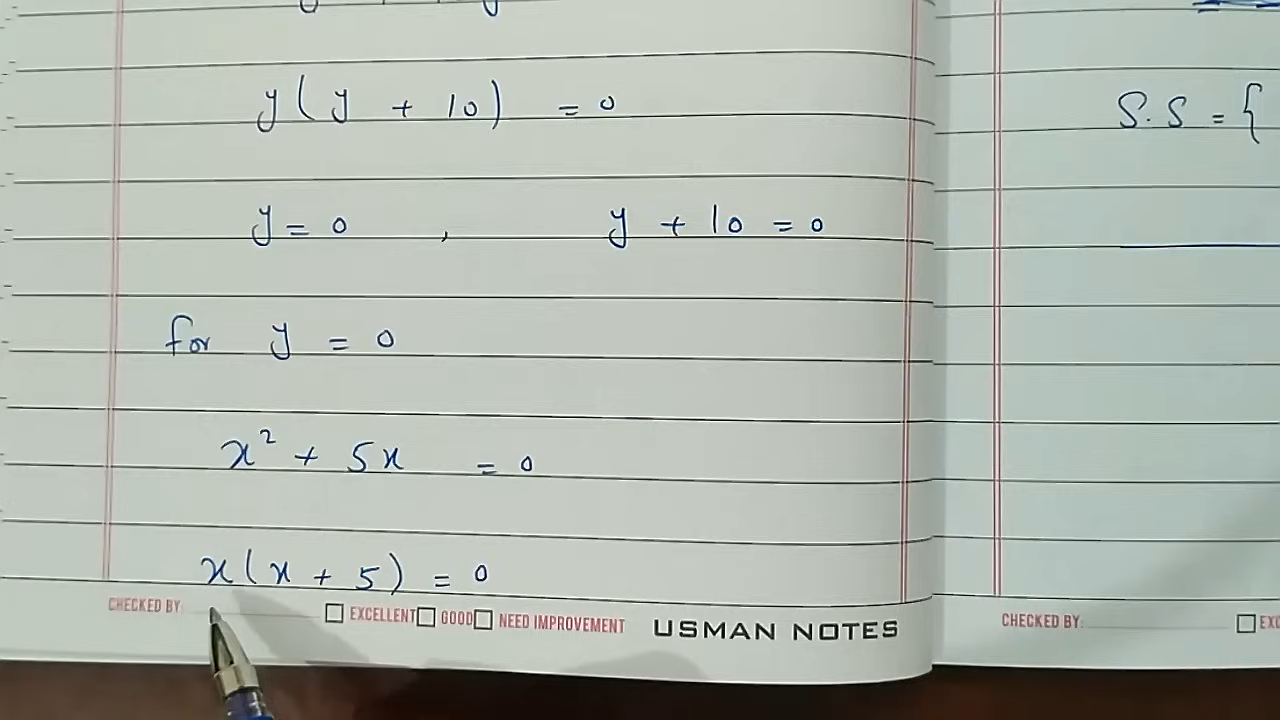 y(y + 10) = 0
y = 0 , y + 10 = 0
for y = 0
x² + 5x = 0
x(x + 5) = 0
CHECKED BY:
EXCELLENT GOOD NEED IMPROVEMENT
USMAN NOTES
S.S = {
CHECKED BY: